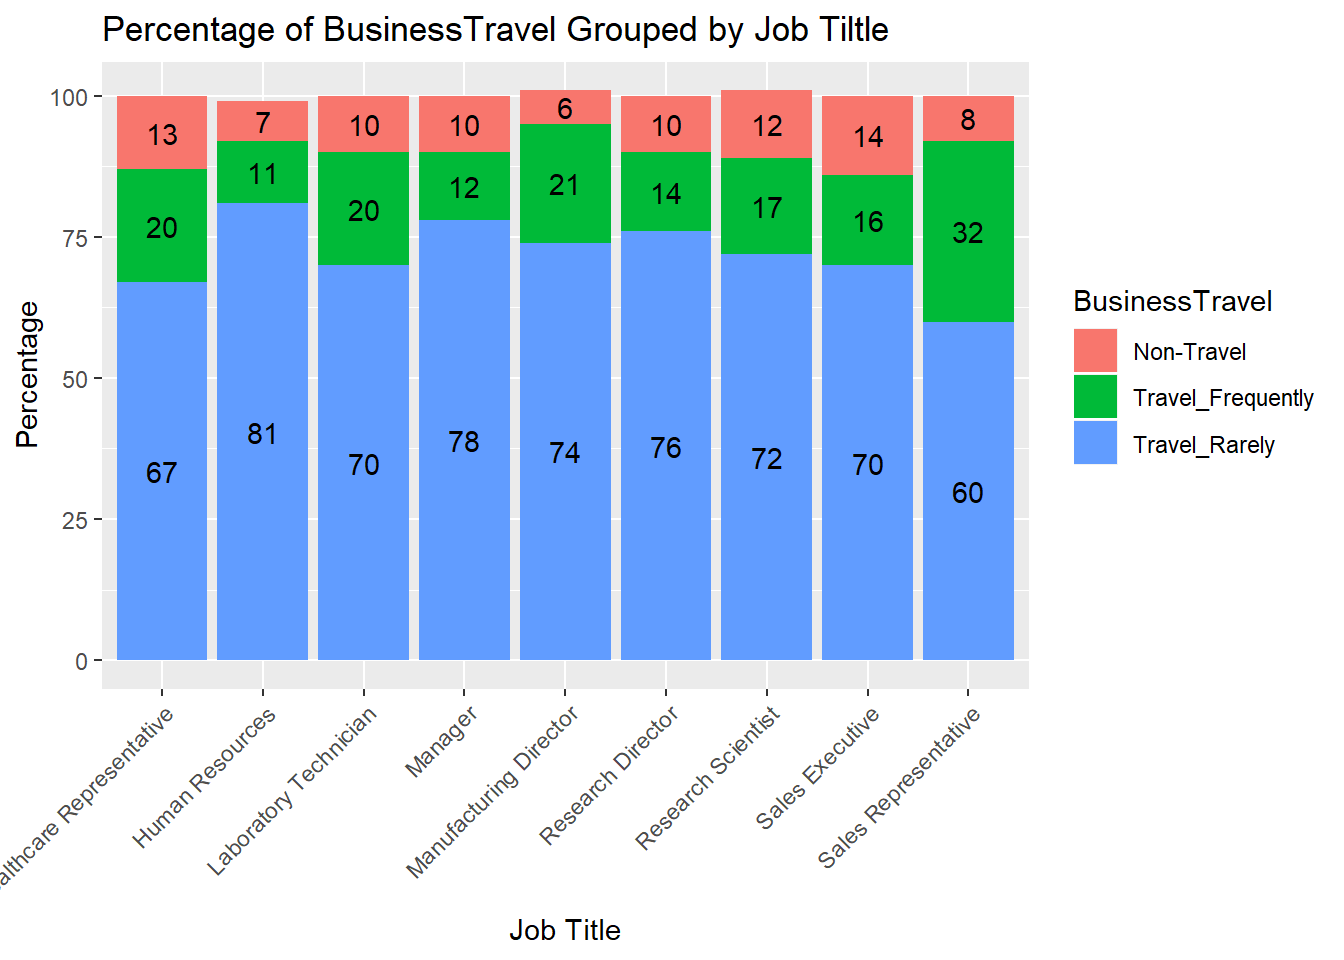 Percentage of BusinessTravel Grouped by Job Tiltle
Percentage
100
75
50
25
0
13
7
10
10
6
10
12
14
8
20
11
20
12
21
14
17
16
32
67
81
70
78
74
76
72
70
60
althcare Representative
Human Resources
Laboratory Technician
Manager
Manufacturing Director
Research Director
Research Scientist
Sales Executive
Sales Representative
Job Title
BusinessTravel
Non-Travel
Travel_Frequently
Travel_Rarely